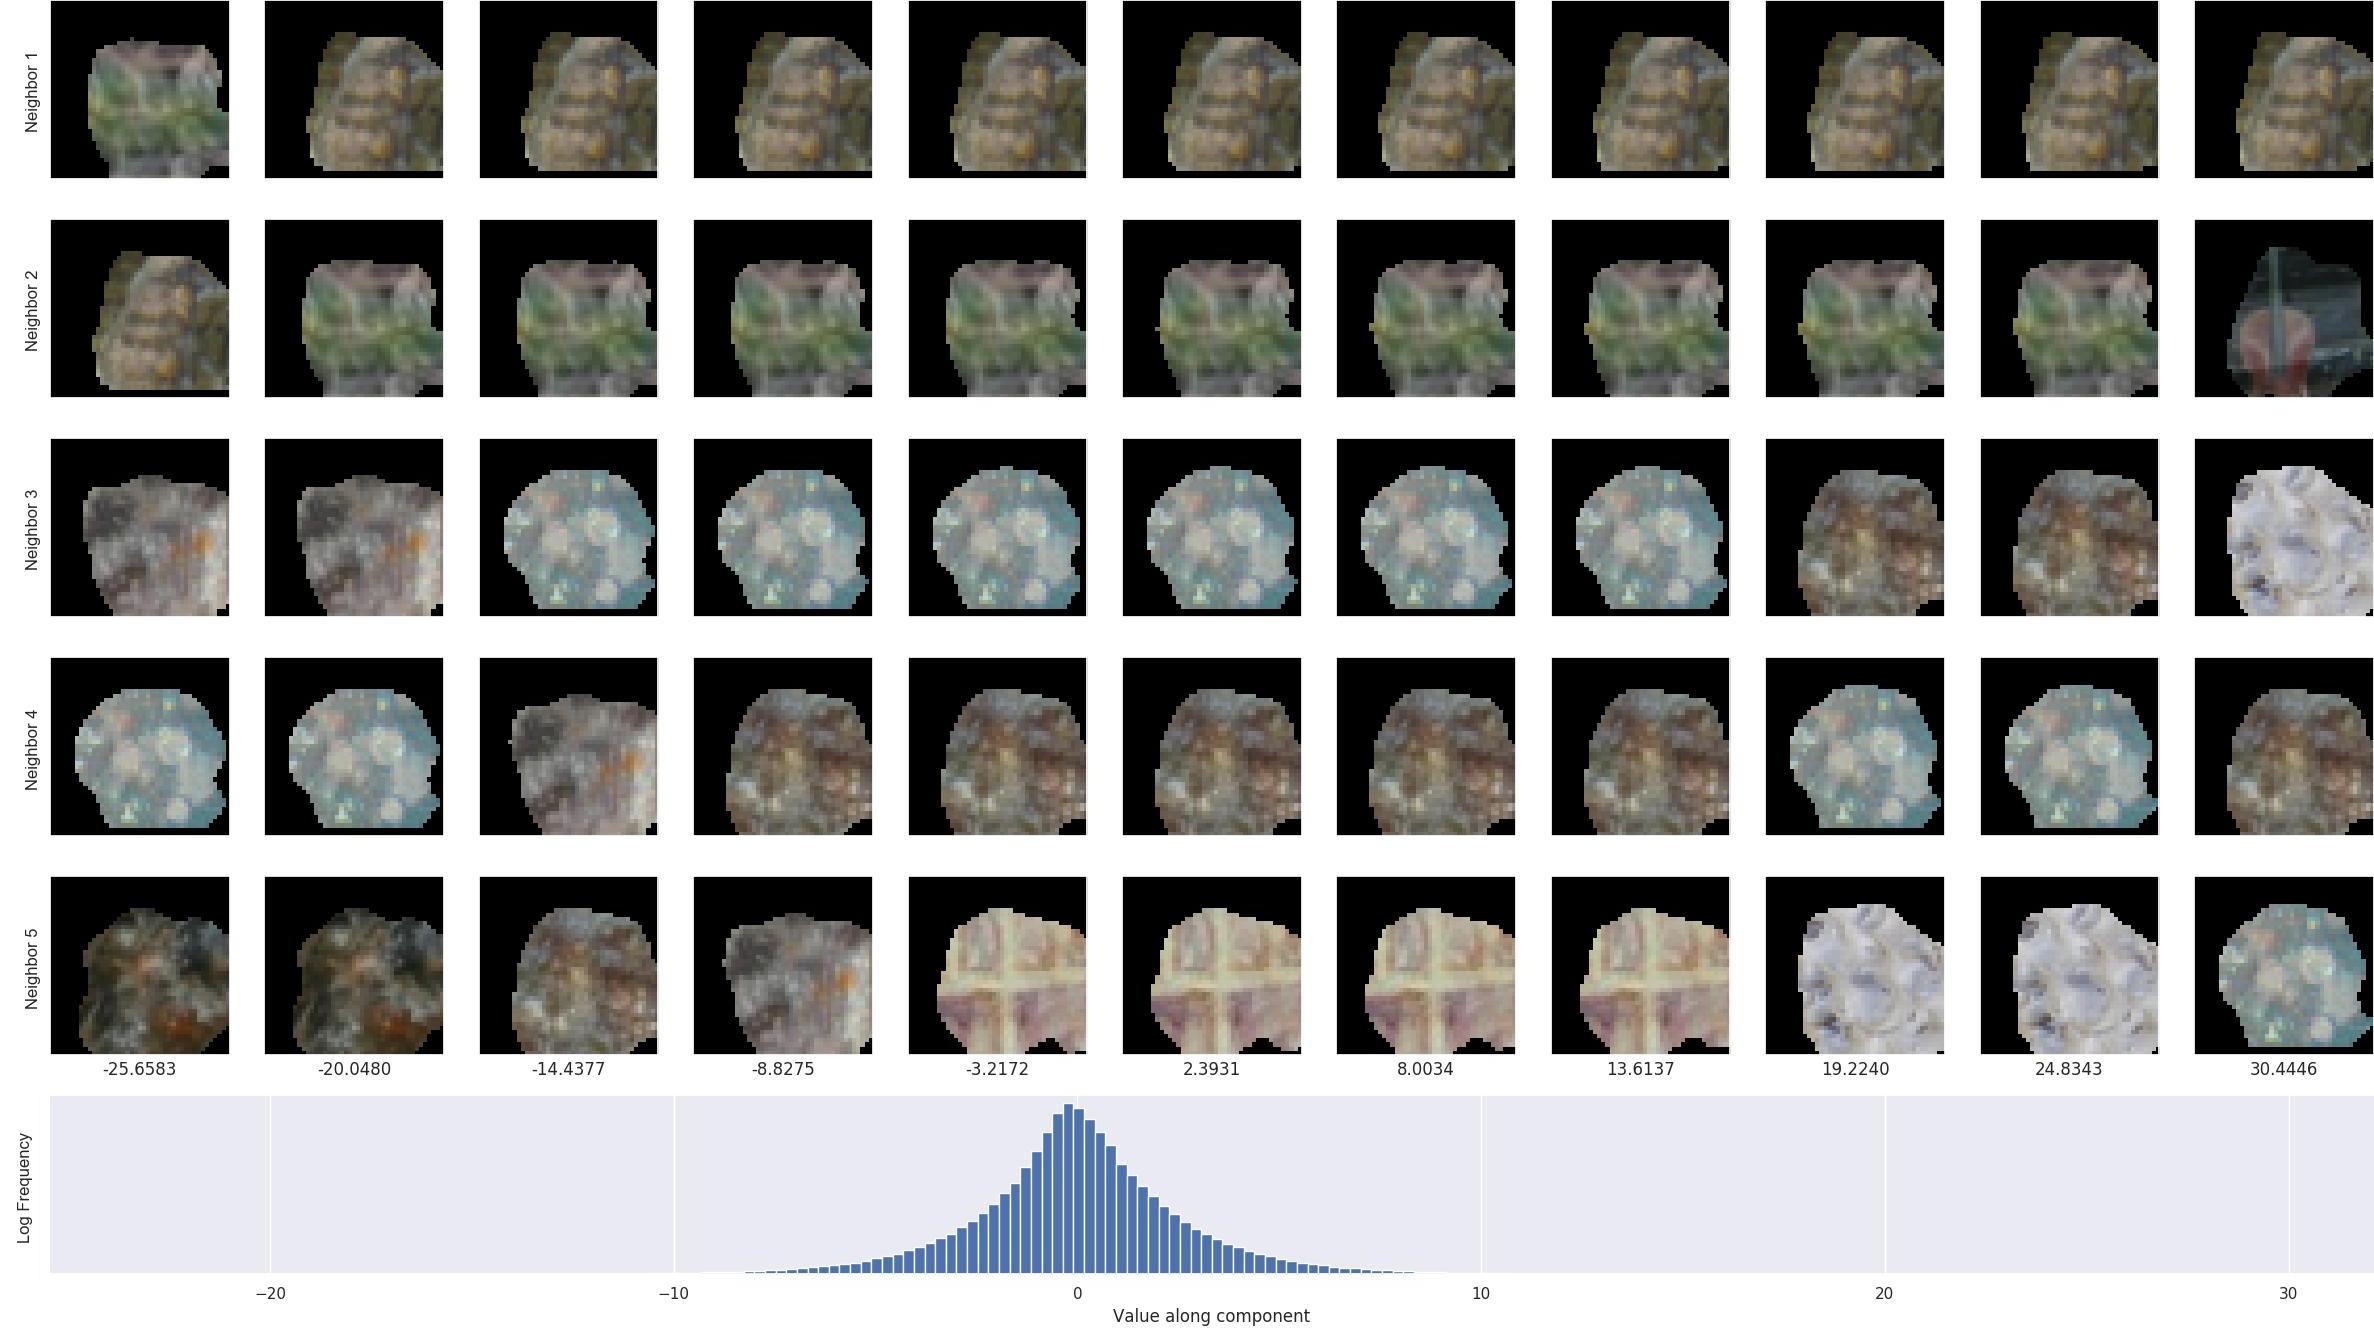 Neighbor 1
Neighbor 2
Neighbor 3
Neighbor 4
Neighbor 5
-25.6583 -20.0480 -14.4377 -8.8275 -3.2172 2.3931 8.0034 13.6137 19.2240 24.8343 30.4446
Log Frequency
−20 −10 0 10 20 30
Value along component